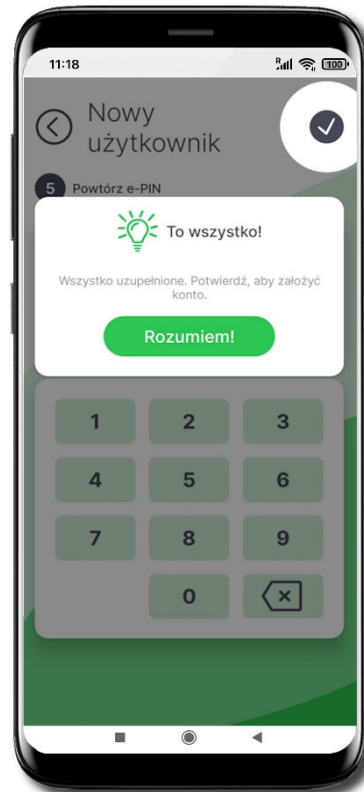 11:18
R
100
Nowy
użytkownik
5 Powtórz e-PIN
To wszystko!
Wszystko uzupełnione. Potwierdź, aby założyć
konto.
Rozumiem!
1 2 3
4 5 6
7 8 9
0